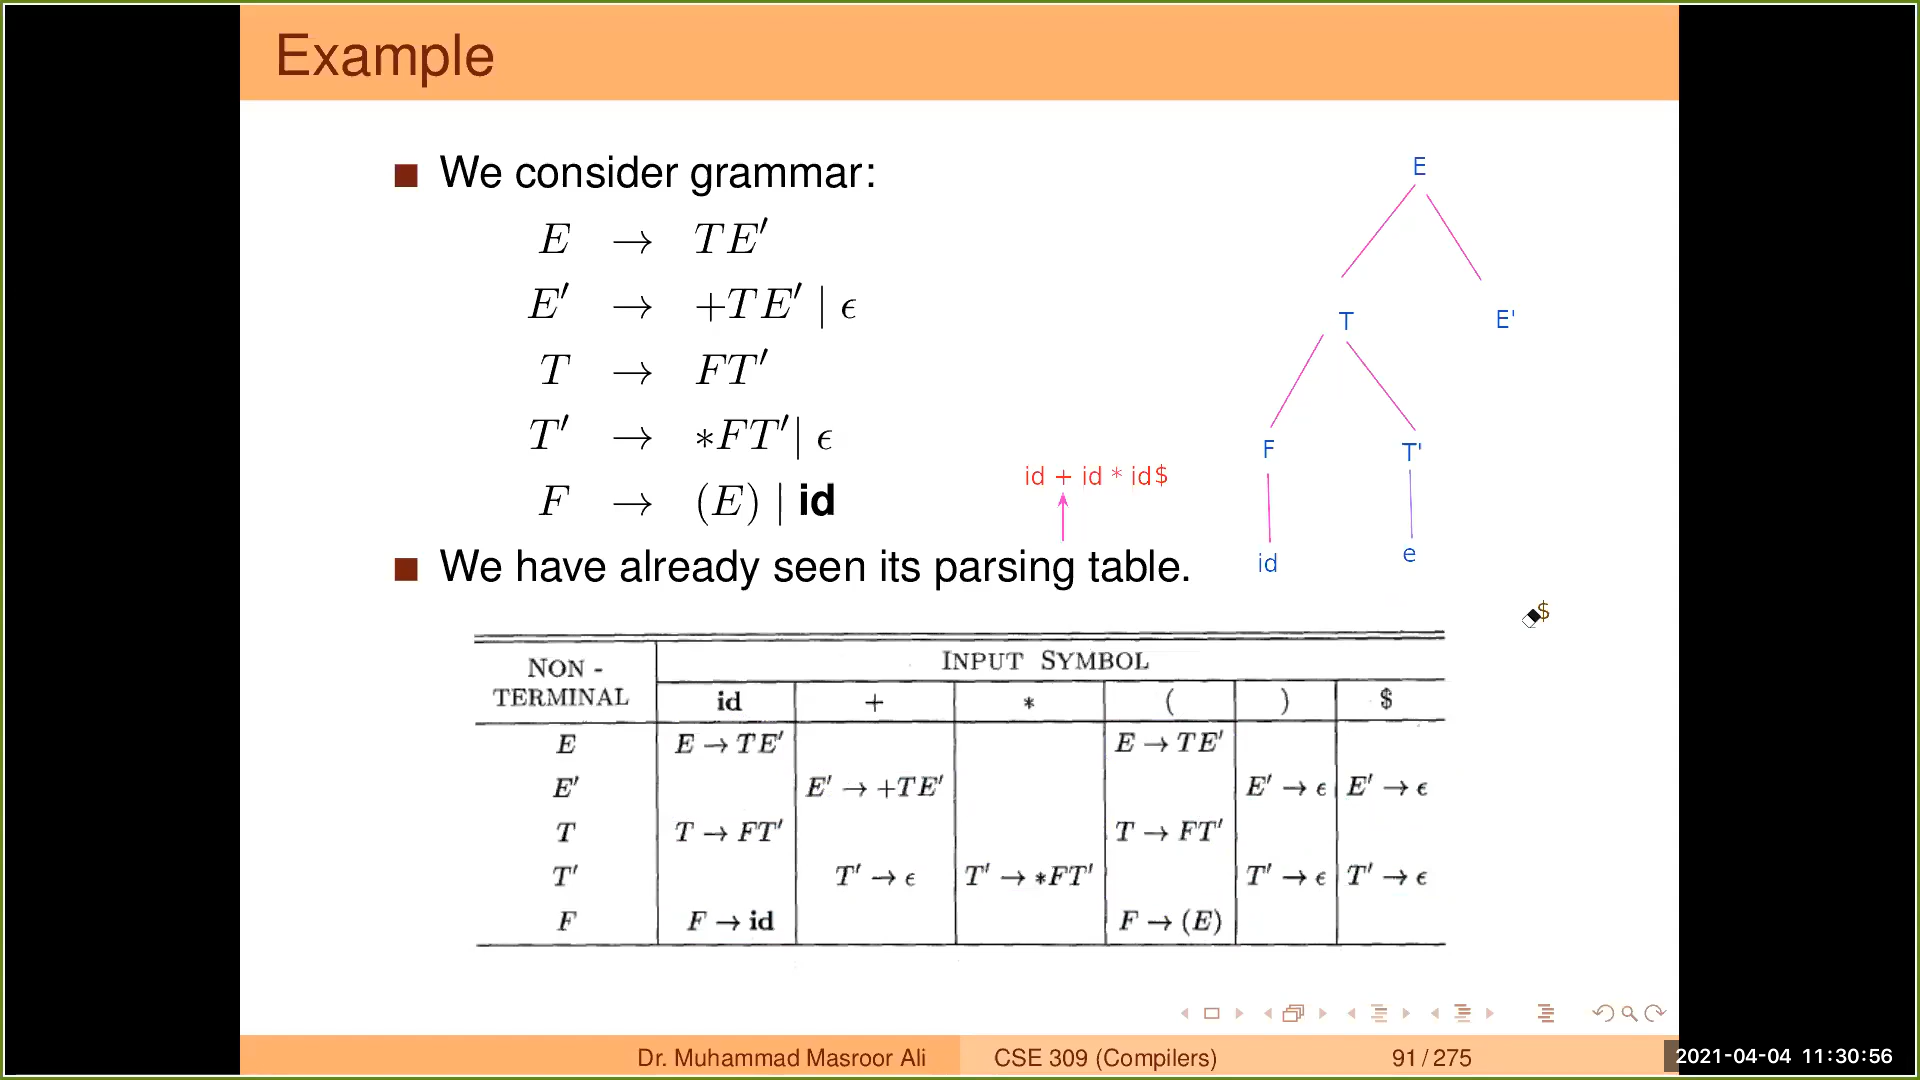 Example
We consider grammar:
E → TE′
E′ → +TE′ | ϵ
T → FT′
T′ → ∗FT′| ϵ
F → (E) | id
We have already seen its parsing table.
id + id * id$
E
T E'
F T'
id e
$
NON - TERMINAL INPUT SYMBOL
id + * ( ) $
E E → TE′ E → TE′
E′ E′ → +TE′ E′ → ϵ E′ → ϵ
T T → FT′ T → FT′
T′ T′ → ϵ T′ → ∗FT′ T′ → ϵ T′ → ϵ
F F → id F → (E)
Dr. Muhammad Masroor Ali CSE 309 (Compilers) 91 / 275
2021-04-04 11:30:56